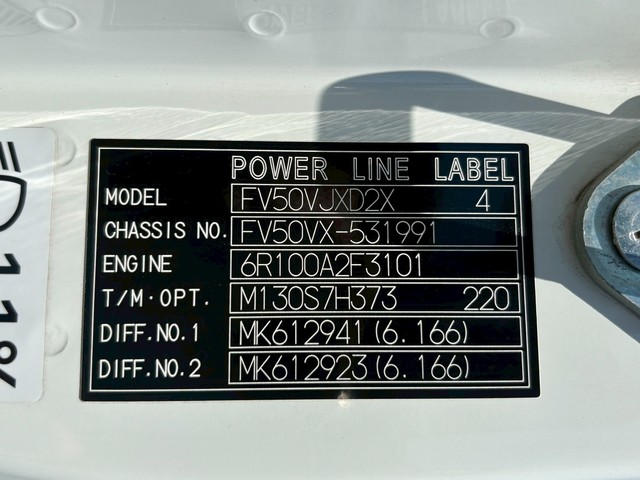 POWER LINE LABEL
MODEL FV50VJXD2X 4
CHASSIS NO. FV50VX-531991
ENGINE 6R100A2F3101
T/M·OPT. M130S7H373 220
DIFF.NO.1 MK612941(6.166)
DIFF.NO.2 MK612923(6.166)
11%